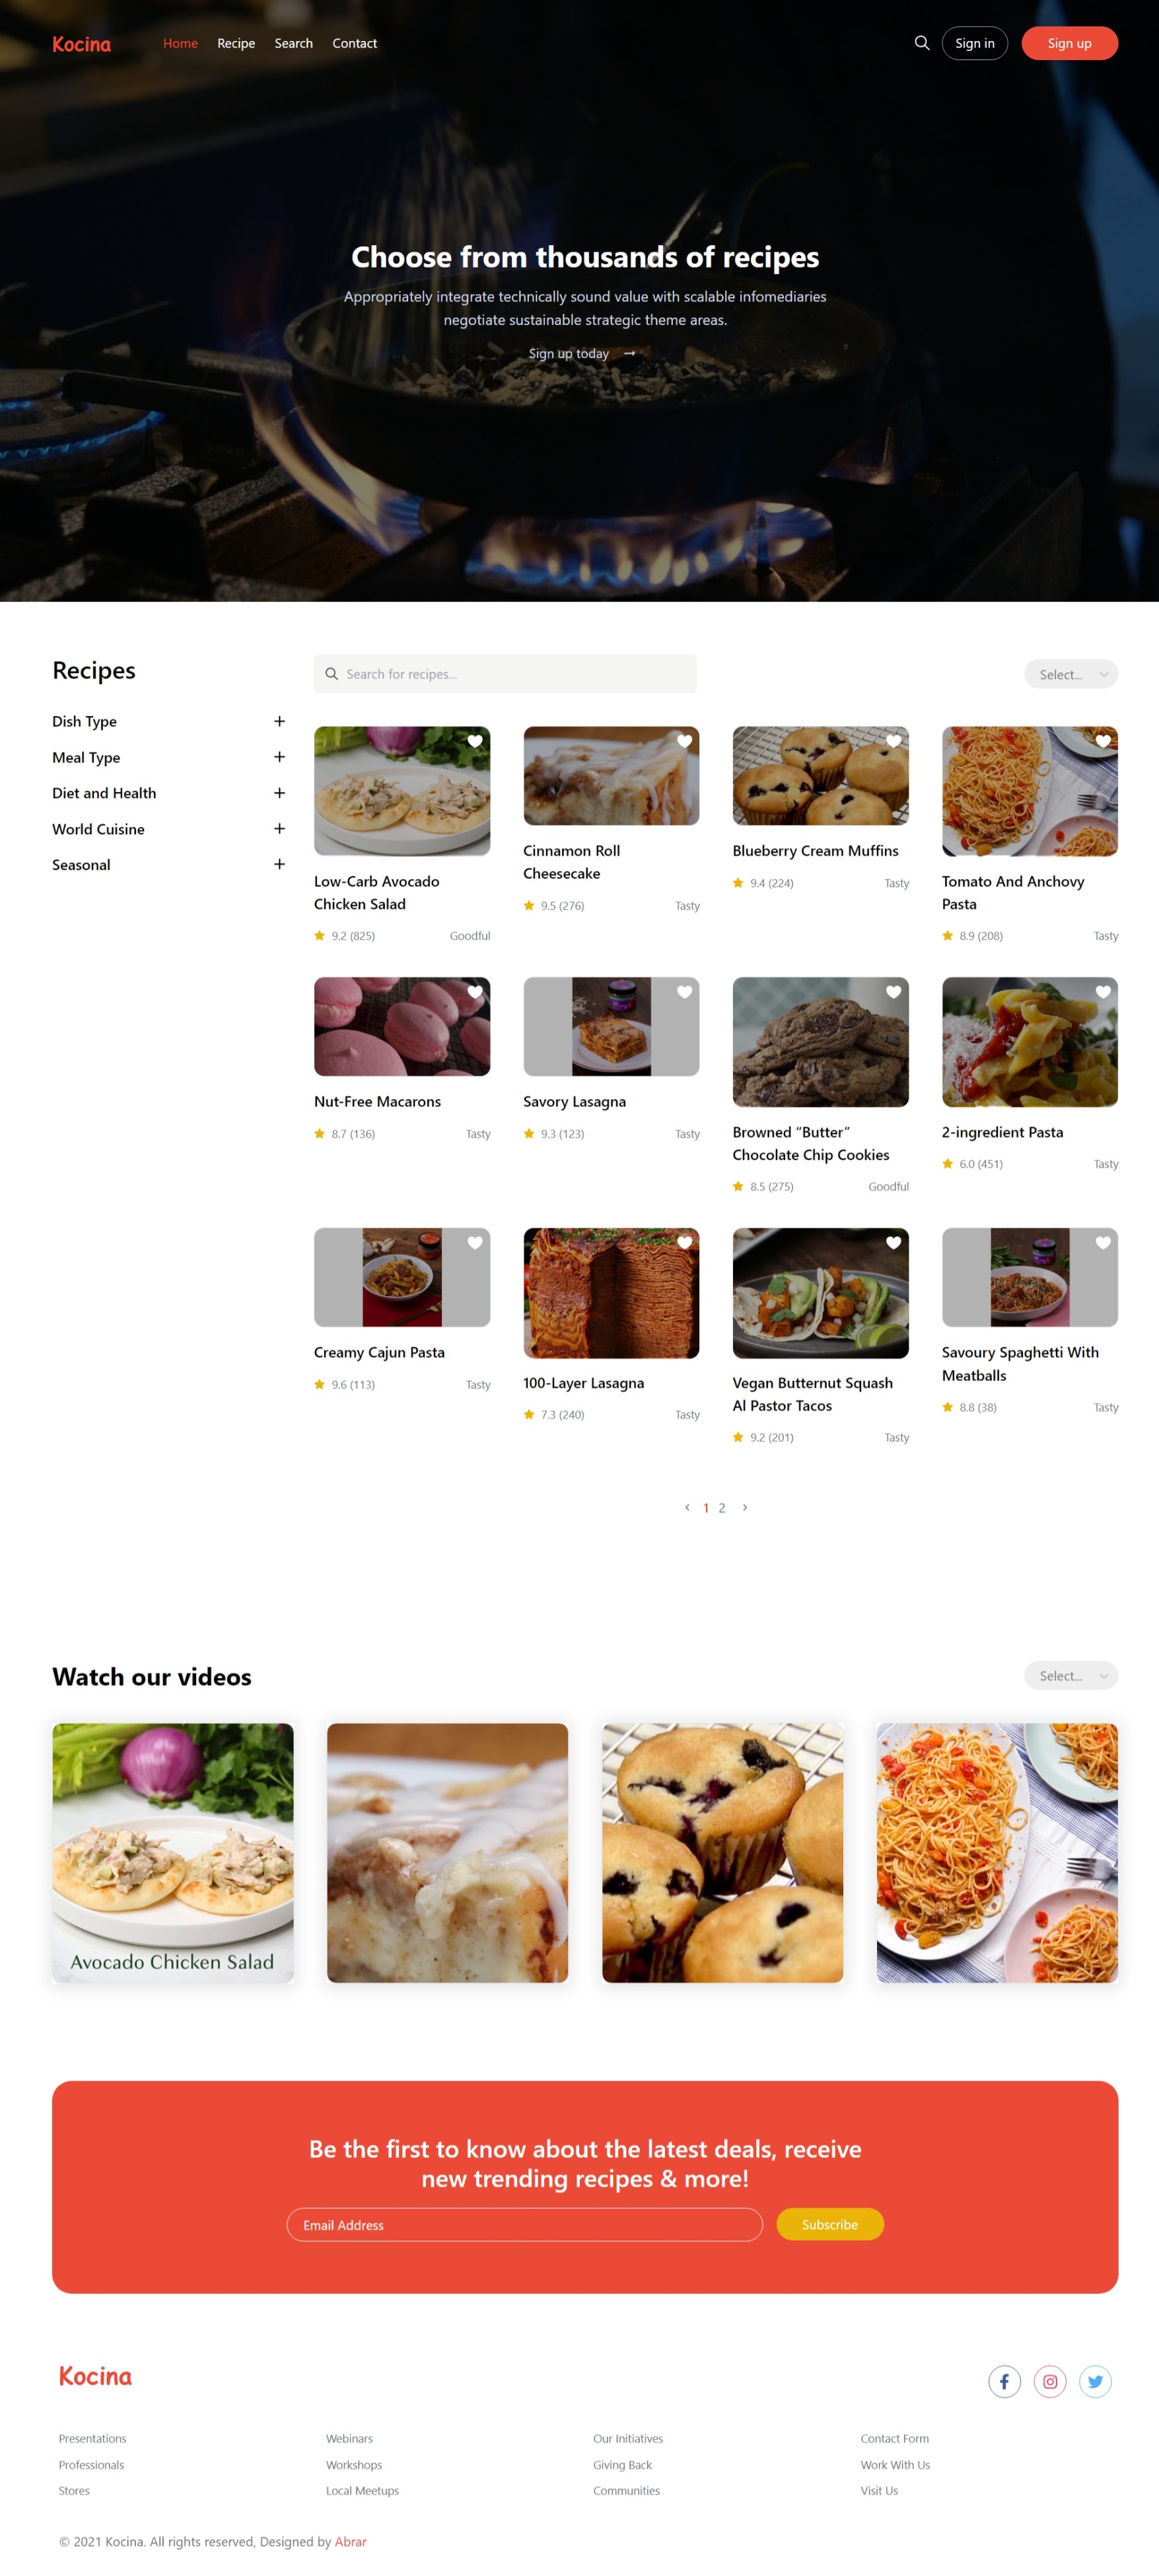 Kocina
Home Recipe Search Contact
Sign in
Sign up
Choose from thousands of recipes
Appropriately integrate technically sound value with scalable infomediaries
negotiate sustainable strategic theme areas.
Sign up today →
Recipes
Dish Type +
Meal Type +
Diet and Health +
World Cuisine +
Seasonal +
Search for recipes...
Select...
Low-Carb Avocado
Chicken Salad
9.2 (825) Goodful
Cinnamon Roll
Cheesecake
9.5 (276) Tasty
Blueberry Cream Muffins
9.4 (224) Tasty
Tomato And Anchovy
Pasta
8.9 (208) Tasty
Nut-Free Macarons
8.7 (136) Tasty
Savory Lasagna
9.3 (123) Tasty
Browned “Butter”
Chocolate Chip Cookies
8.5 (275) Goodful
2-ingredient Pasta
6.0 (451) Tasty
Creamy Cajun Pasta
9.6 (113) Tasty
100-Layer Lasagna
7.3 (240) Tasty
Vegan Butternut Squash
Al Pastor Tacos
9.2 (201) Tasty
Savoury Spaghetti With
Meatballs
8.8 (38) Tasty
‹ 1 2 ›
Watch our videos
Select...
Avocado Chicken Salad
Be the first to know about the latest deals, receive
new trending recipes & more!
Email Address
Subscribe
Kocina
Presentations
Professionals
Stores
Webinars
Workshops
Local Meetups
Our Initiatives
Giving Back
Communities
Contact Form
Work With Us
Visit Us
© 2021 Kocina. All rights reserved, Designed by Abrar